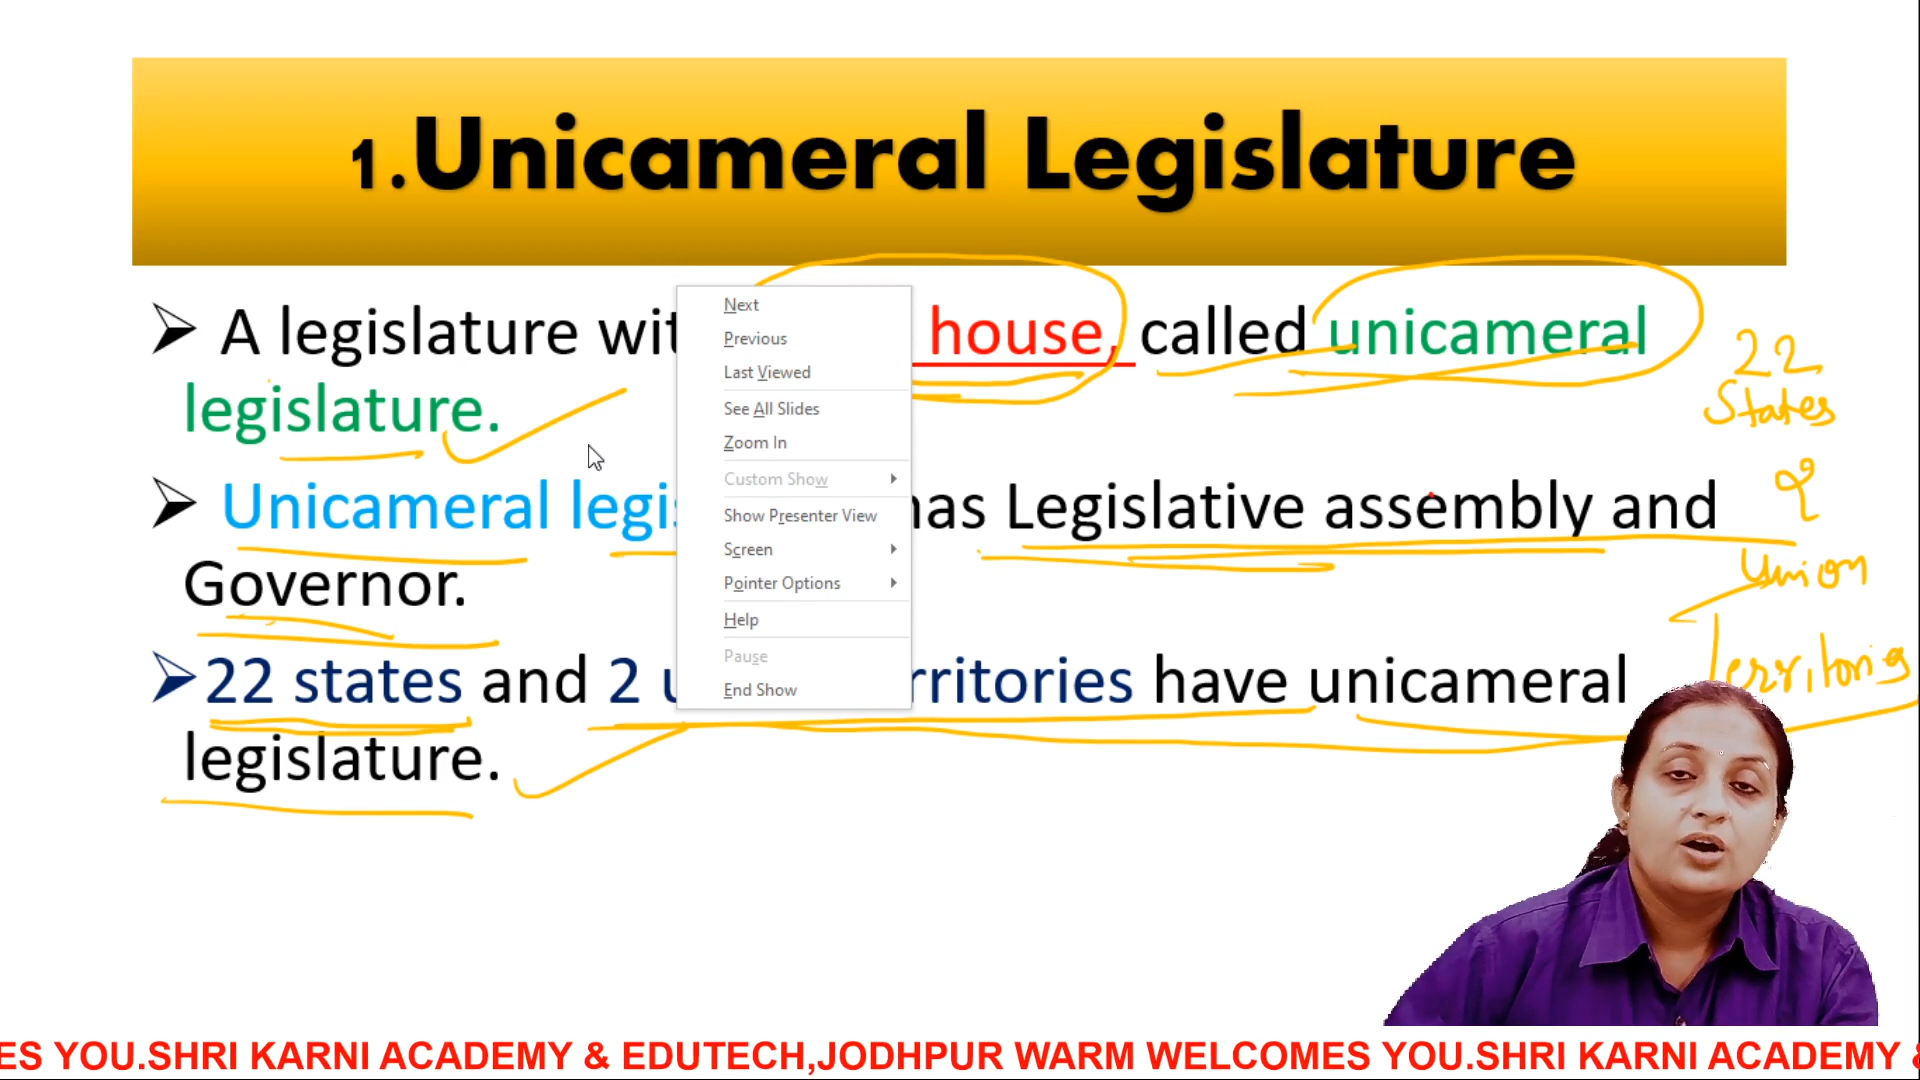 1.Unicameral Legislature
A legislature wit house, called unicameral
legislature.
Unicameral legis has Legislative assembly and
Governor.
22 states and 2 u rritories have unicameral
legislature.
Next
Previous
Last Viewed
See All Slides
Zoom In
Custom Show
Show Presenter View
Screen
Pointer Options
Help
Pause
End Show
22
States
&
Union
Territories
ES YOU.SHRI KARNI ACADEMY & EDUTECH,JODHPUR WARM WELCOMES YOU.SHRI KARNI ACADEMY &